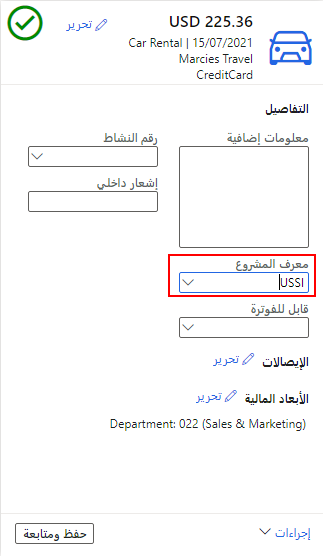 USD 225.36
تحرير
Car Rental | 15/07/2021
Marcies Travel
CreditCard
التفاصيل
معلومات إضافية
رقم النشاط
إشعار داخلي
معرف المشروع
USSI
قابل للفوترة
الإيصالات
تحرير
الأبعاد المالية
تحرير
Department: 022 (Sales & Marketing)
إجراءات
حفظ ومتابعة